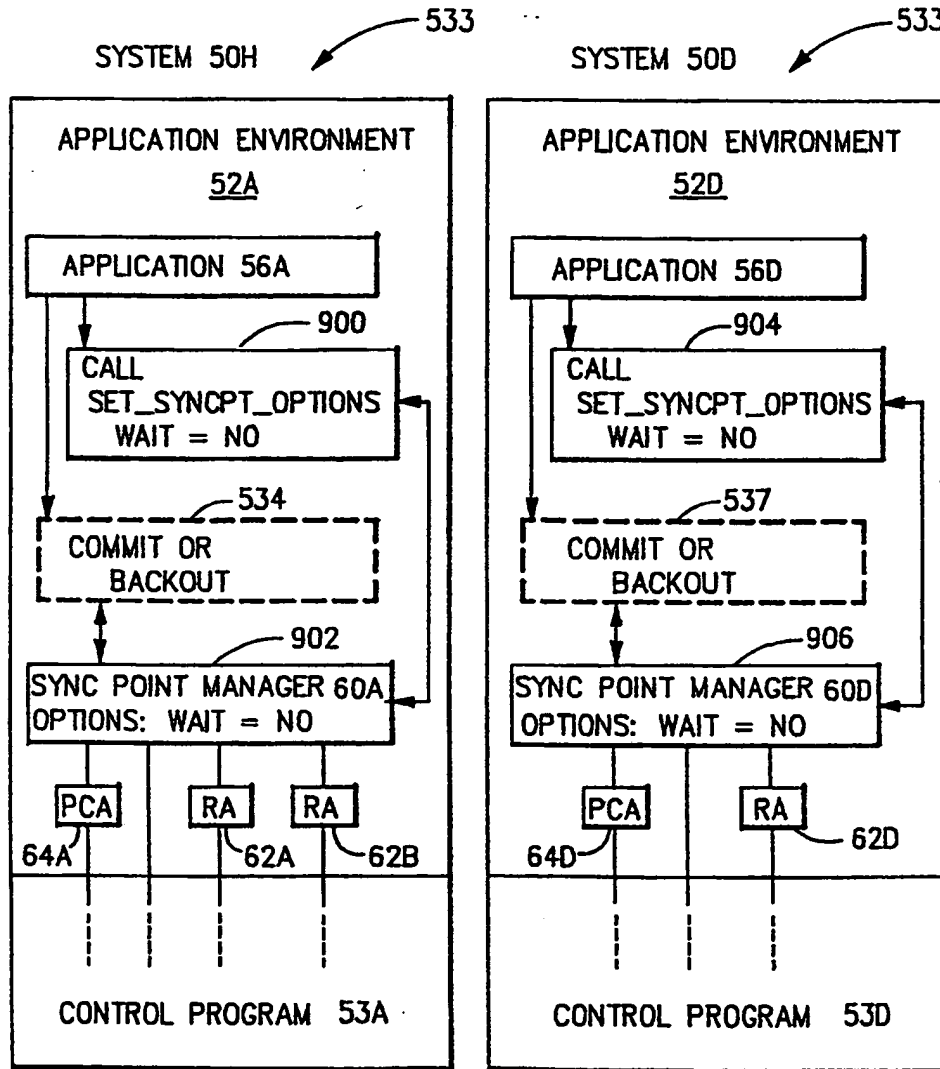 533
SYSTEM 50H
APPLICATION ENVIRONMENT
52A
APPLICATION 56A
900
CALL
SET_SYNCPT_OPTIONS
WAIT = NO
534
COMMIT OR
BACKOUT
902
SYNC POINT MANAGER 60A
OPTIONS: WAIT = NO
PCA
RA
RA
64A
62A
62B
CONTROL PROGRAM 53A
533
SYSTEM 50D
APPLICATION ENVIRONMENT
52D
APPLICATION 56D
904
CALL
SET_SYNCPT_OPTIONS
WAIT = NO
537
COMMIT OR
BACKOUT
906
SYNC POINT MANAGER 60D
OPTIONS: WAIT = NO
PCA
RA
64D
62D
CONTROL PROGRAM 53D